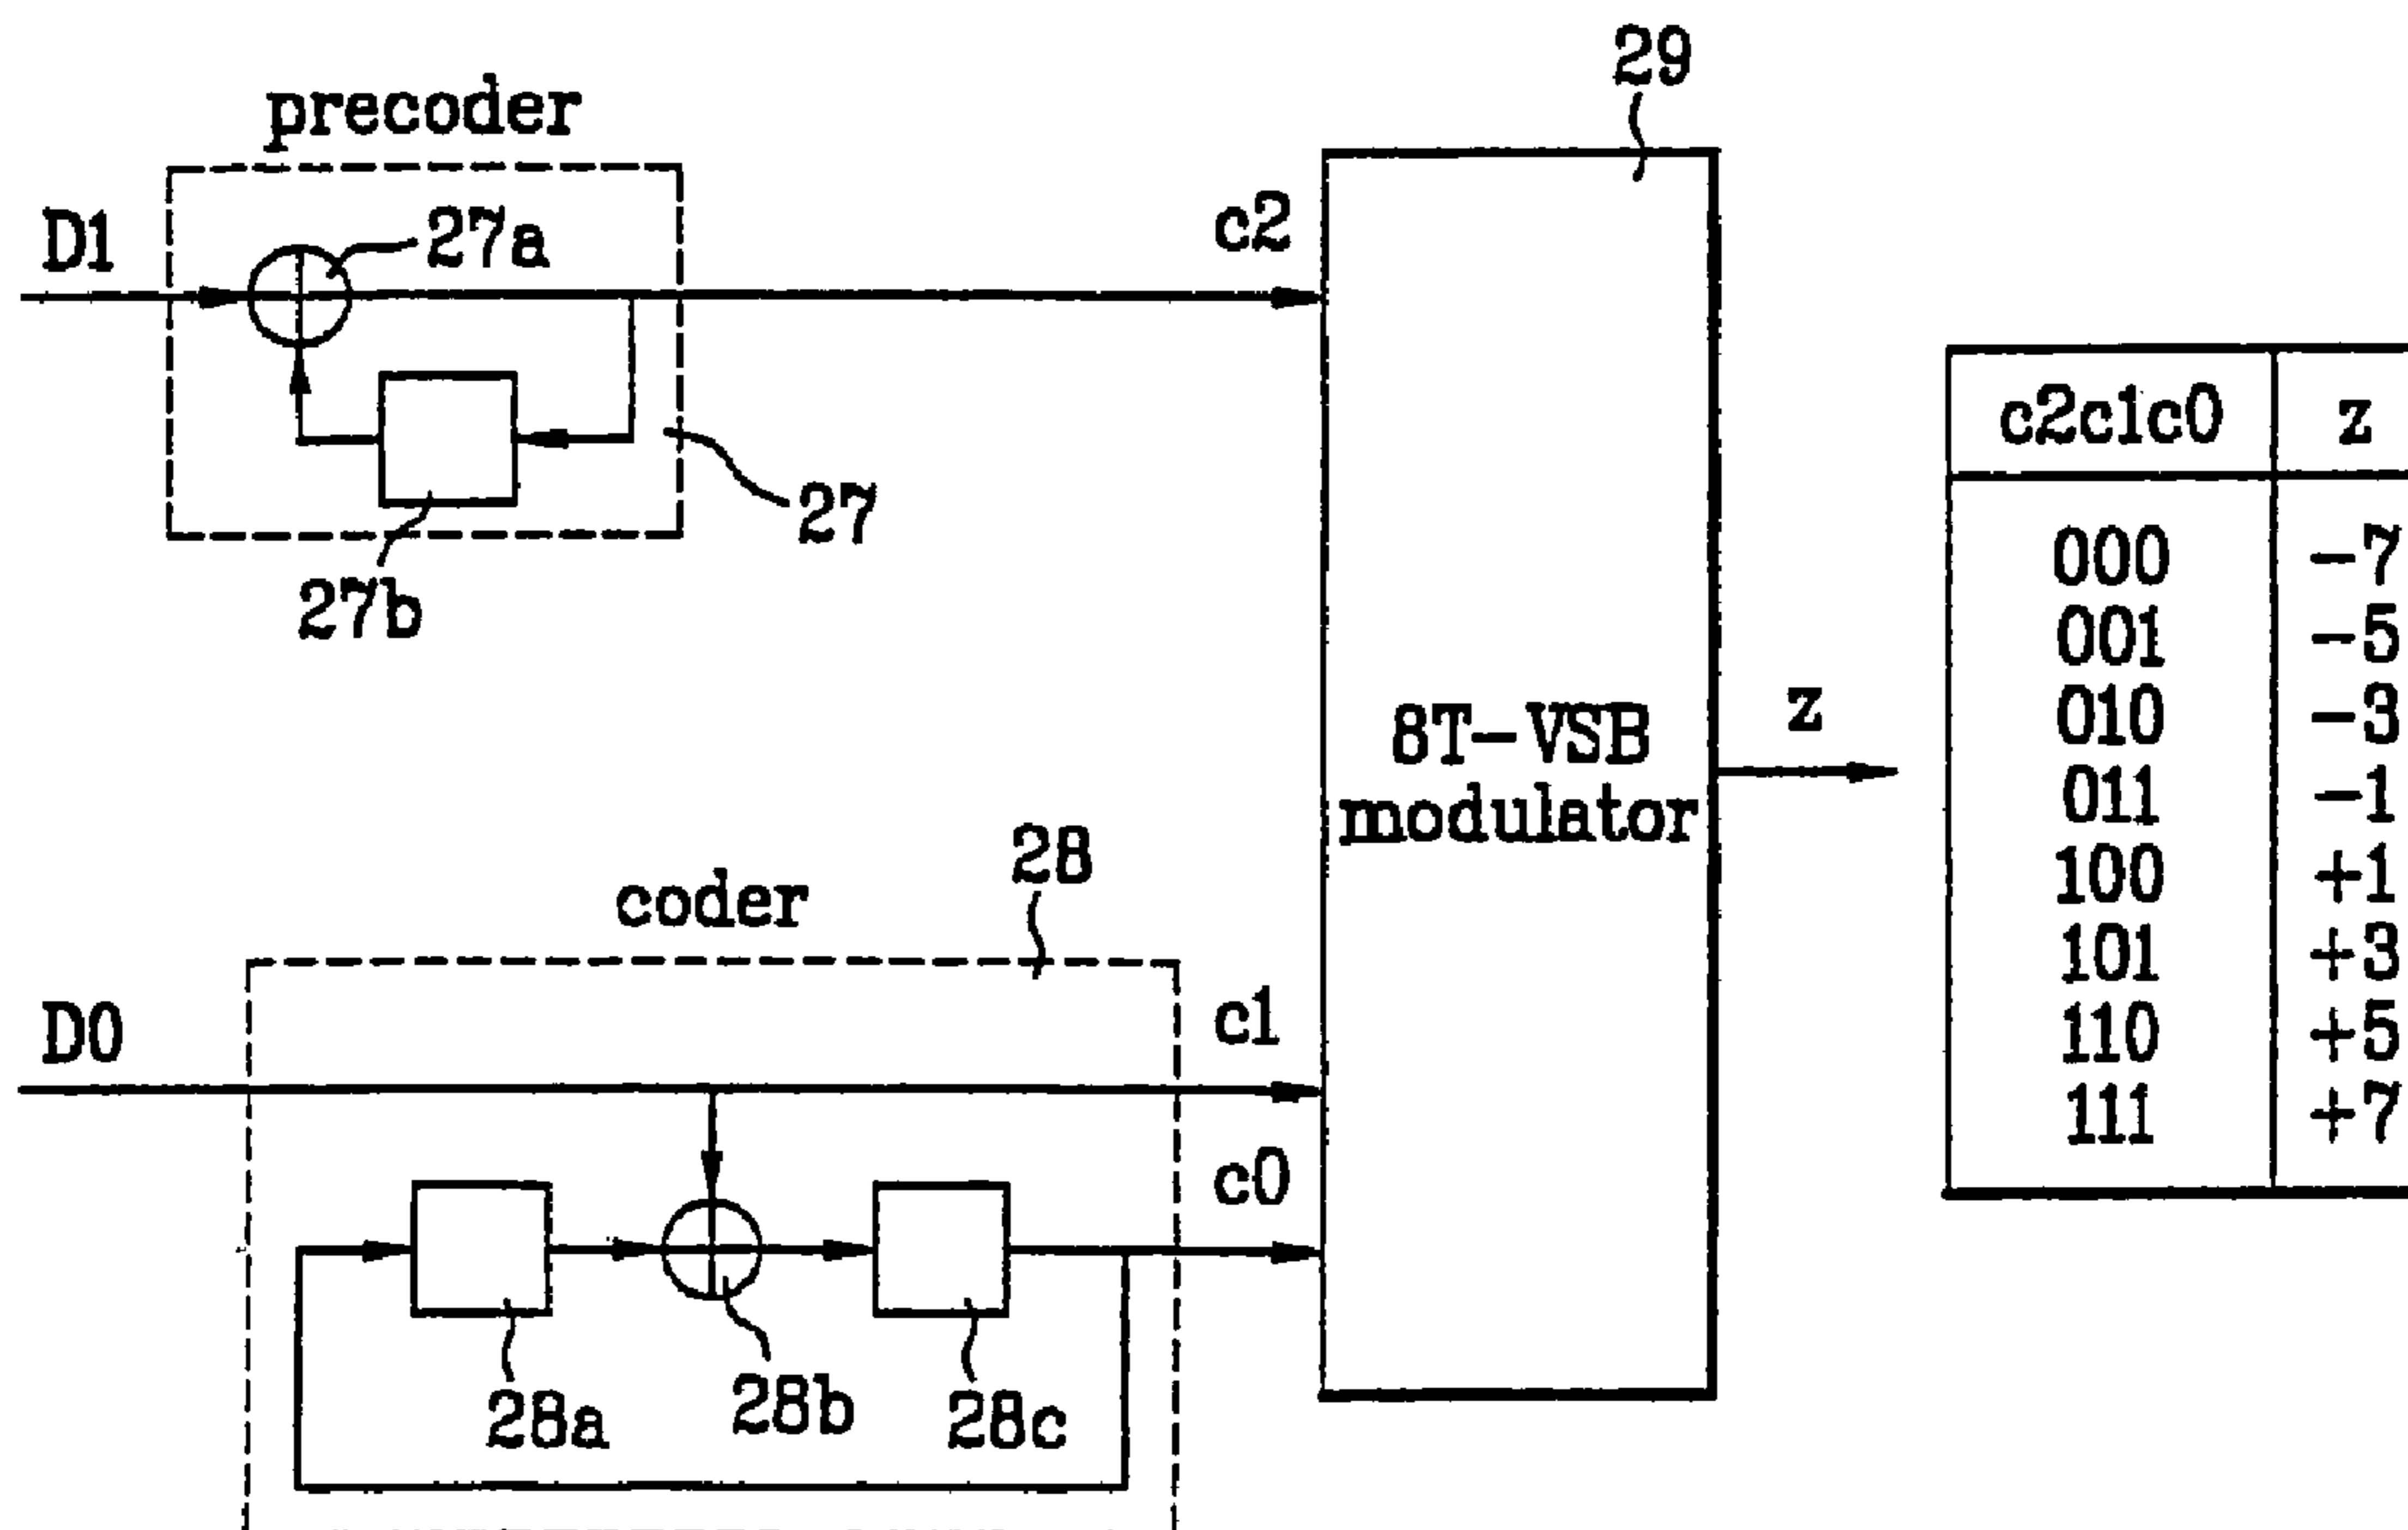 29
precoder
D1
27a
c2
27
27b
c2c1c0 z
000 -7
001 -5
010 -3
011 -1
100 +1
101 +3
110 +5
111 +7
8T-VSB
modulator
z
28
coder
D0
c1
c0
28a
28b
28c